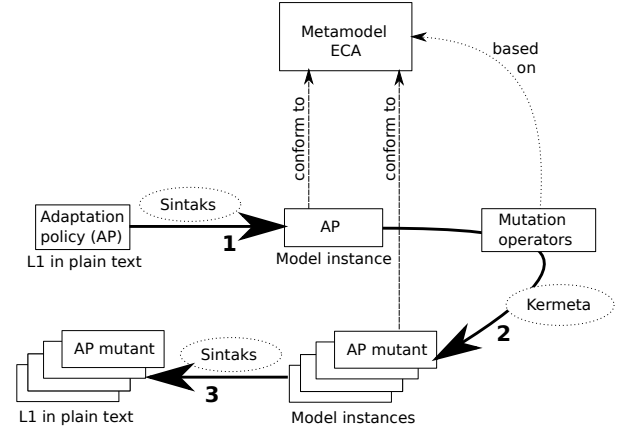 Metamodel
ECA
based
on
conform to
conform to
Sintaks
Adaptation
policy (AP)
1
AP
Mutation
operators
L1 in plain text
Model instance
Kermeta
2
AP mutant
Sintaks
AP mutant
3
L1 in plain text
Model instances